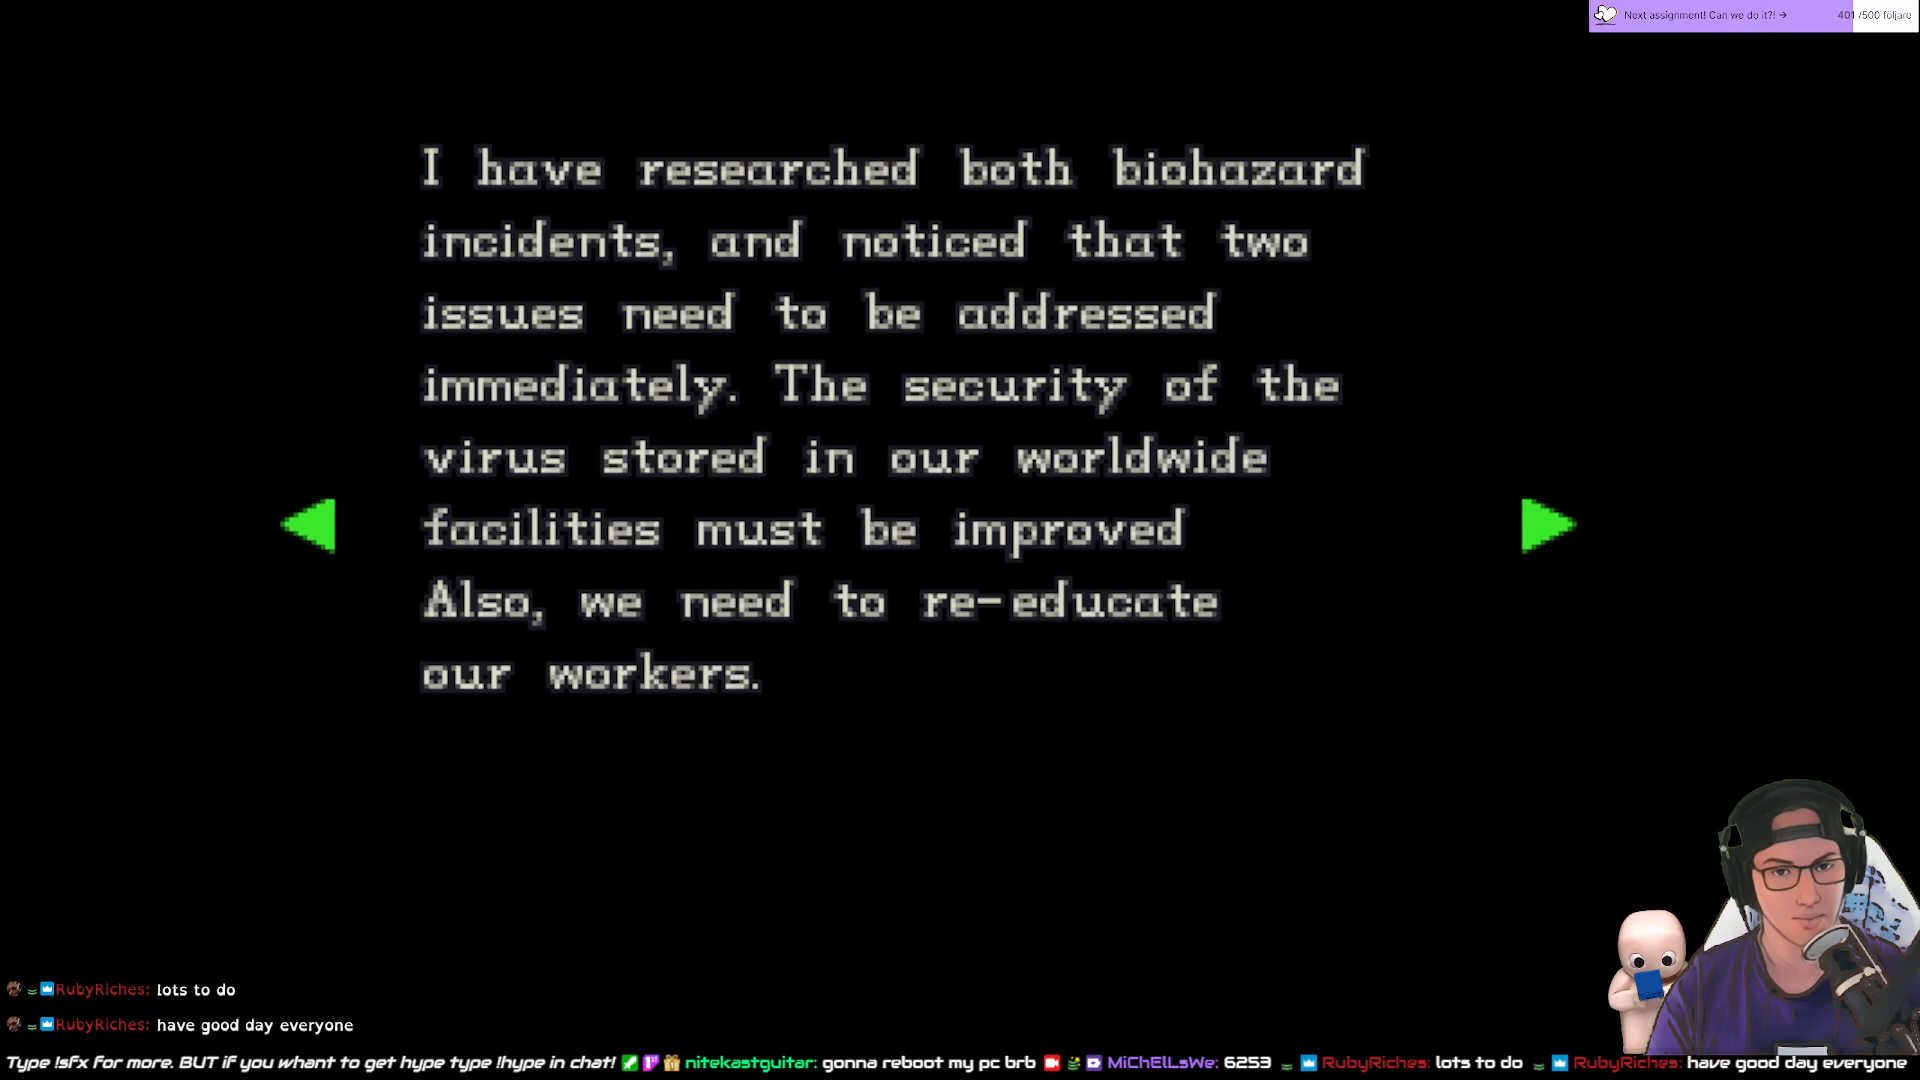 Next assignment! Can we do it?! → 401 /500 följare
I have researched both biohazard
incidents, and noticed that two
issues need to be addressed
immediately. The security of the
virus stored in our worldwide
facilities must be improved
Also, we need to re-educate
our workers.
RubyRiches: lots to do
RubyRiches: have good day everyone
Type !sfx for more. BUT if you whant to get hype type !hype in chat! nitekastguitar: gonna reboot my pc brb MiChElLsWe: 6253 RubyRiches: lots to do RubyRiches: have good day everyone